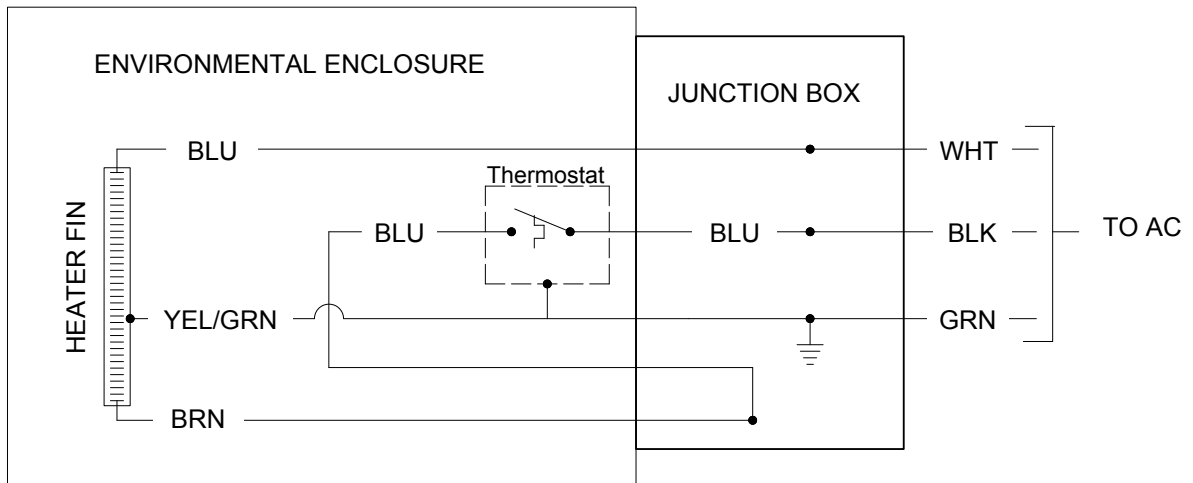 ENVIRONMENTAL ENCLOSURE
JUNCTION BOX
BLU
WHT
Thermostat
BLU
BLU
BLK
TO AC
HEATER FIN
YEL/GRN
GRN
BRN